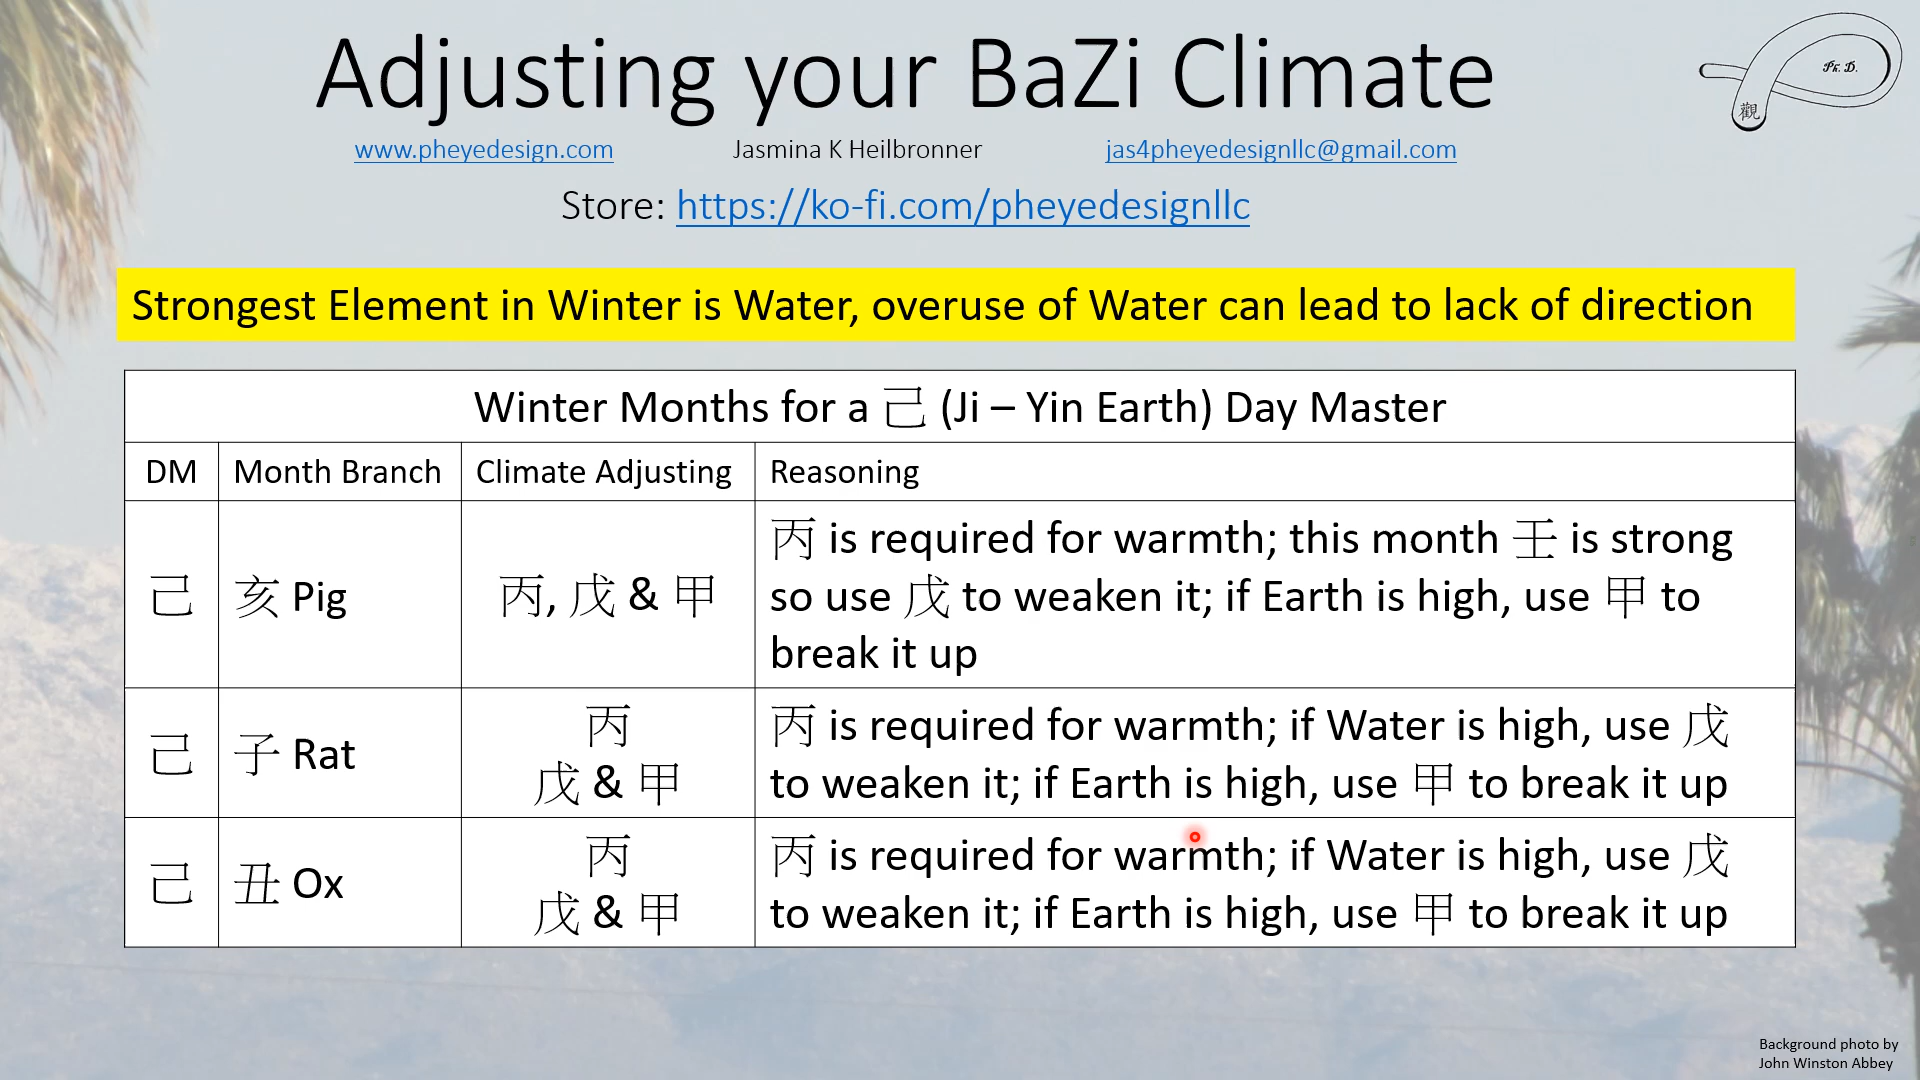 Adjusting your BaZi Climate
Ph. D.
觀
www.pheyedesign.com Jasmina K Heilbronner jas4pheyedesignllc@gmail.com
Store: https://ko-fi.com/pheyedesignllc
Strongest Element in Winter is Water, overuse of Water can lead to lack of direction
Winter Months for a 己 (Ji – Yin Earth) Day Master
DM Month Branch Climate Adjusting Reasoning
己 亥 Pig 丙, 戊 & 甲
丙 is required for warmth; this month 壬 is strong
so use 戊 to weaken it; if Earth is high, use 甲 to
break it up
己 子 Rat
丙
戊 & 甲
丙 is required for warmth; if Water is high, use 戊
to weaken it; if Earth is high, use 甲 to break it up
己 丑 Ox
丙
戊 & 甲
丙 is required for warmth; if Water is high, use 戊
to weaken it; if Earth is high, use 甲 to break it up
Background photo by
John Winston Abbey